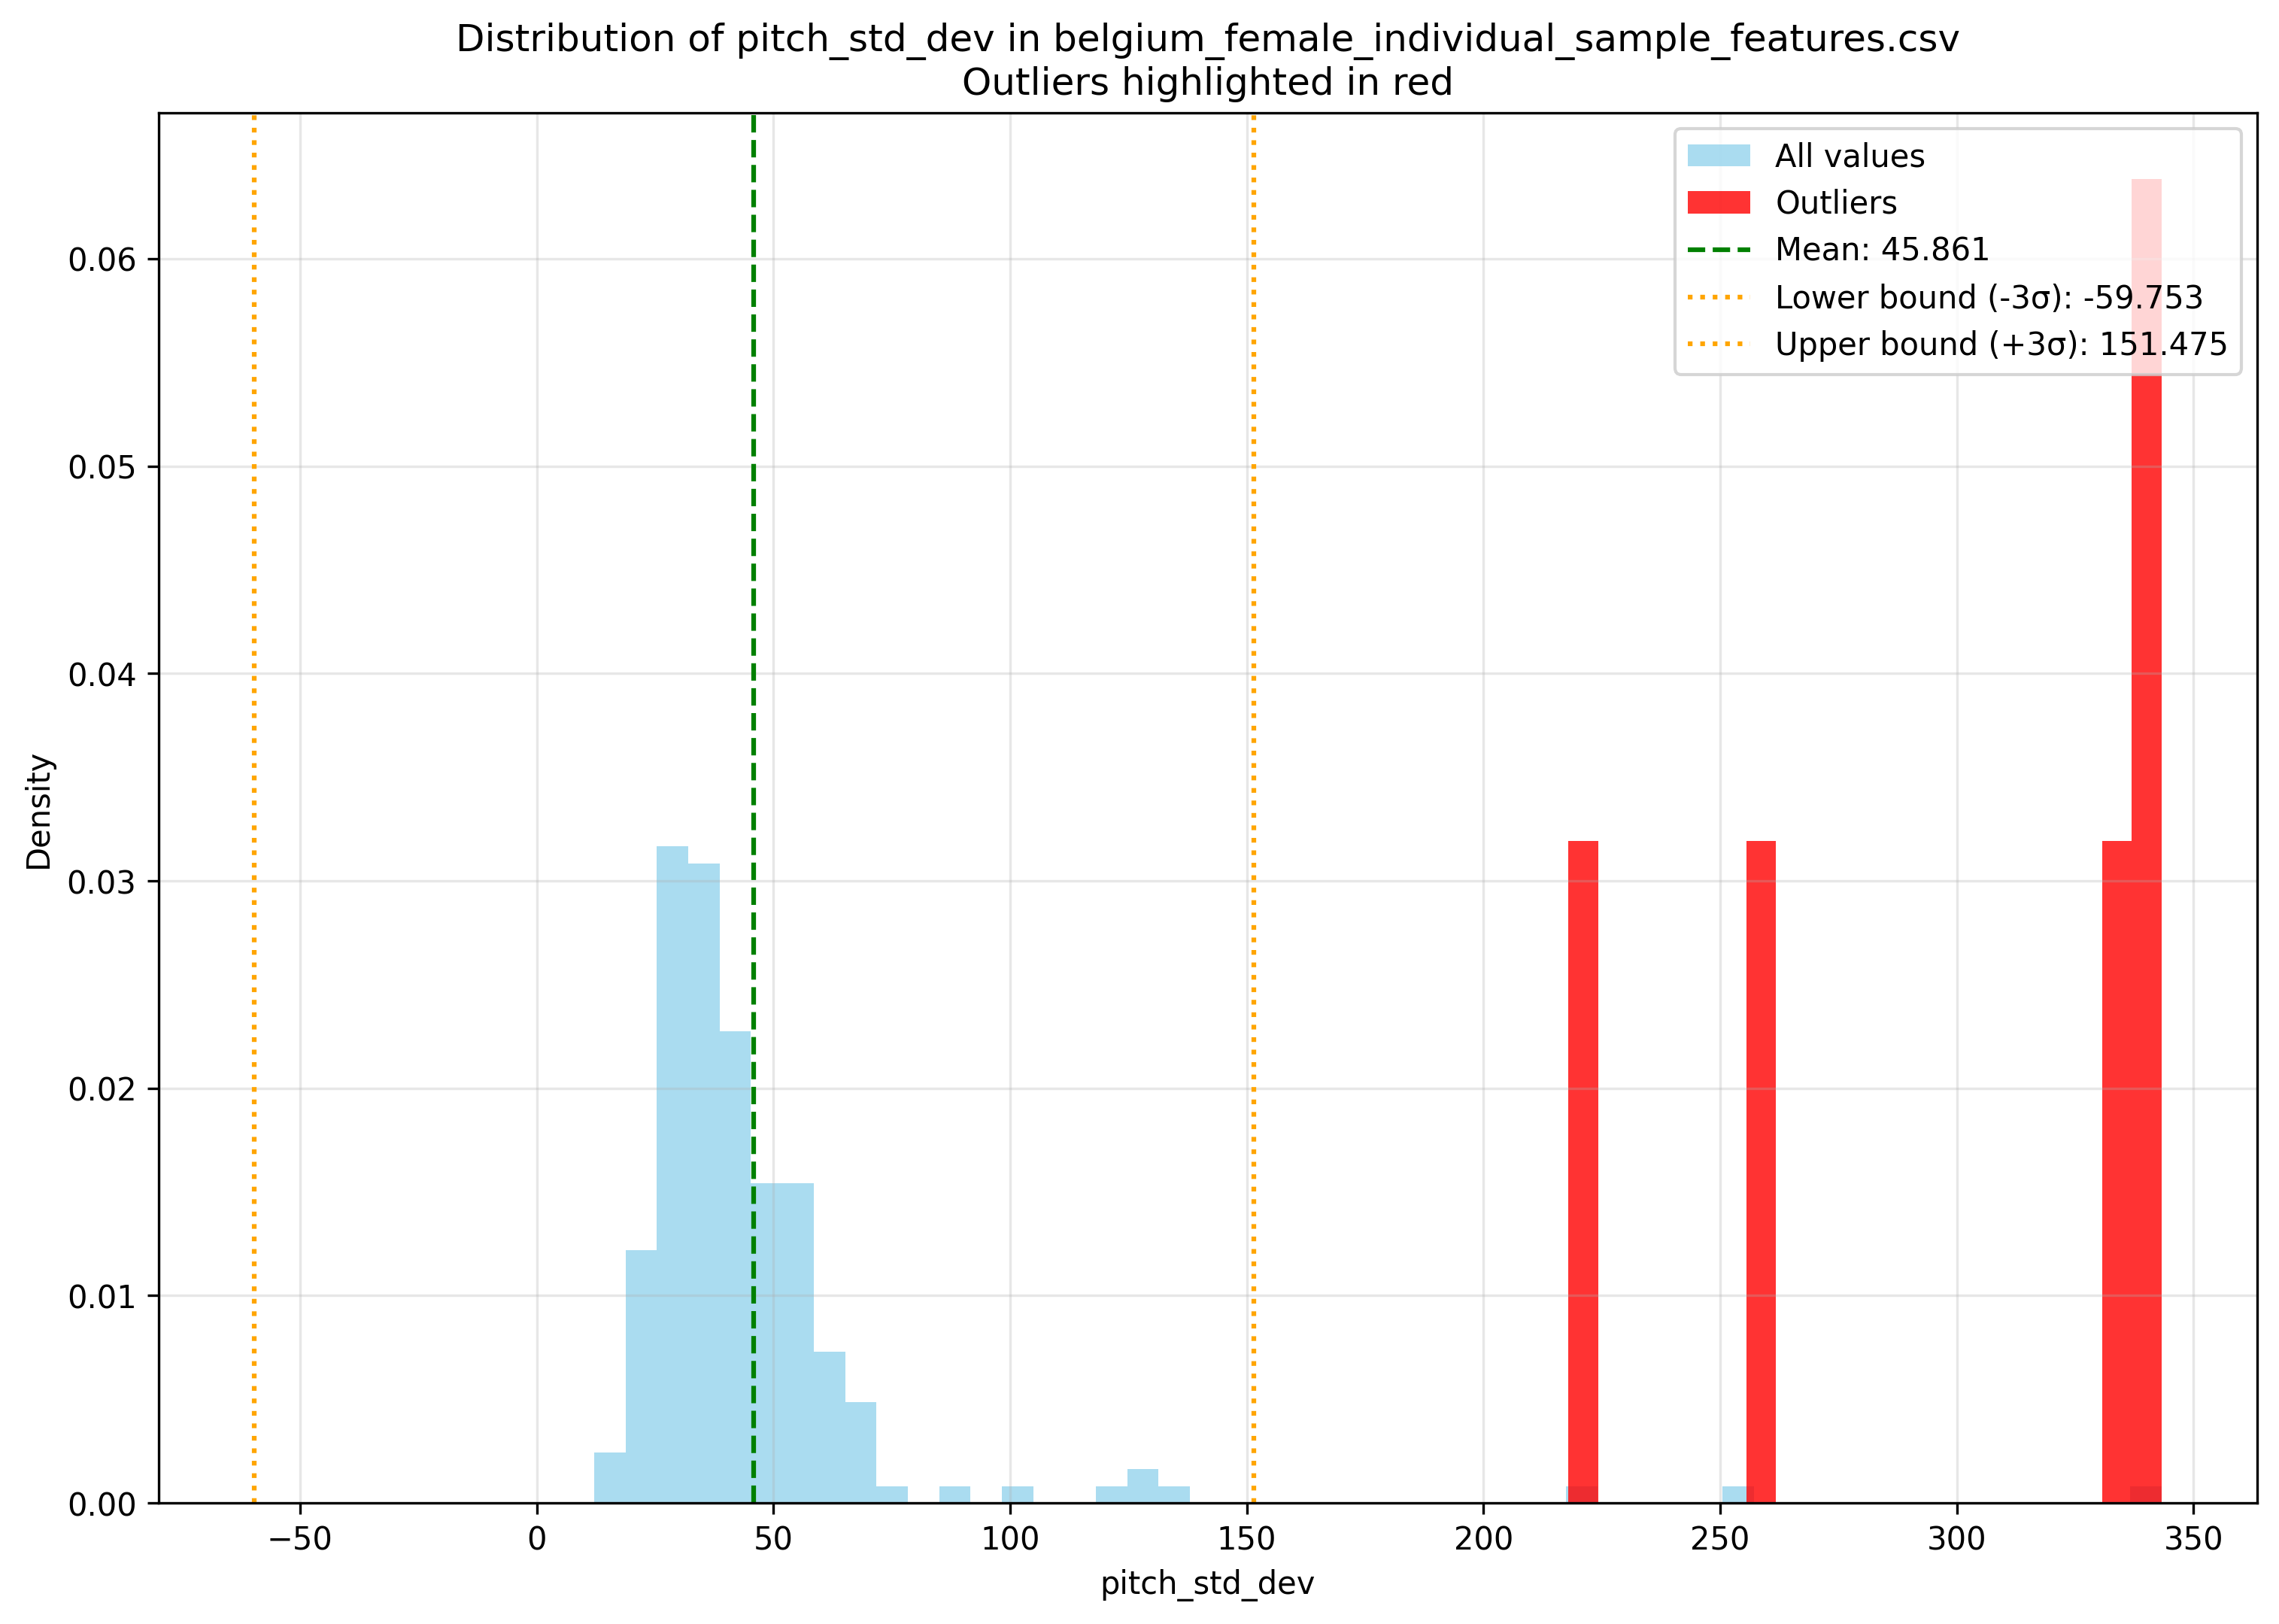 Distribution of pitch_std_dev in belgium_female_individual_sample_features.csv
Outliers highlighted in red
All values
Outliers
Mean: 45.861
Lower bound (-3σ): -59.753
Upper bound (+3σ): 151.475
0.06
0.05
0.04
0.03
0.02
0.01
0.00
Density
−50
0
50
100
150
200
250
300
350
pitch_std_dev